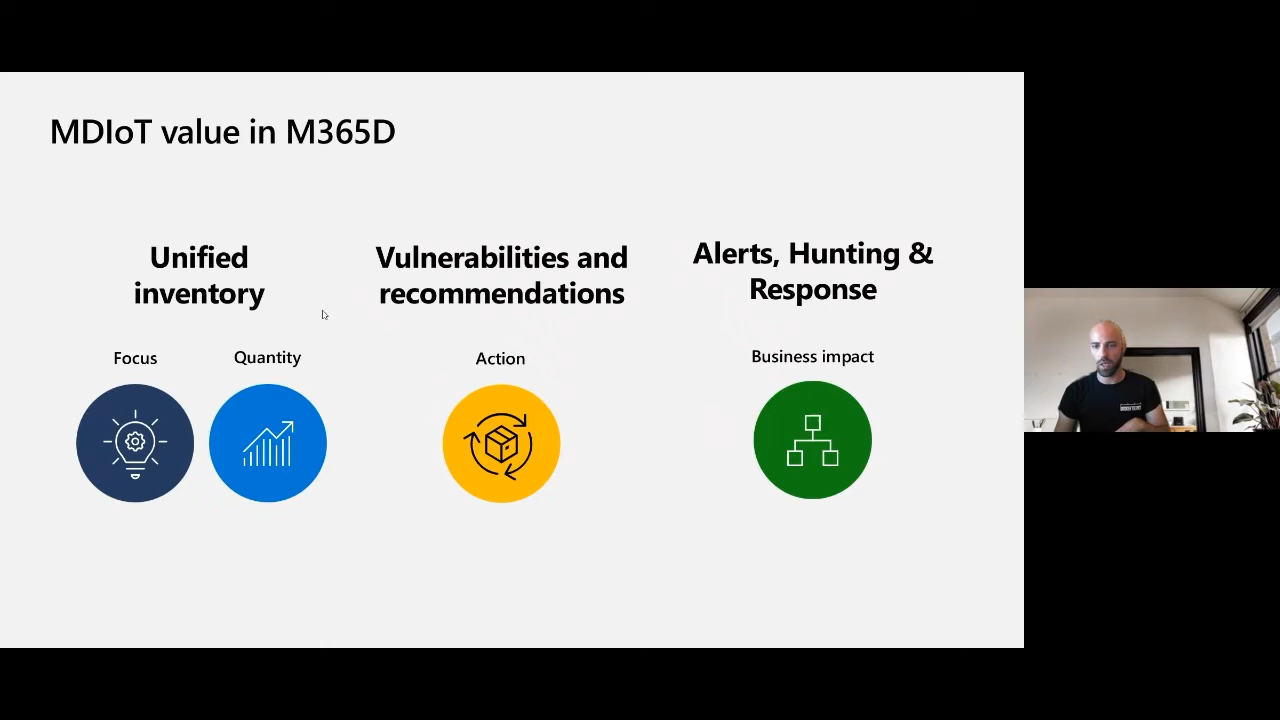 MDIoT value in M365D
Unified
inventory
Vulnerabilities and
recommendations
Alerts, Hunting &
Response
Focus
Quantity
Action
Business impact